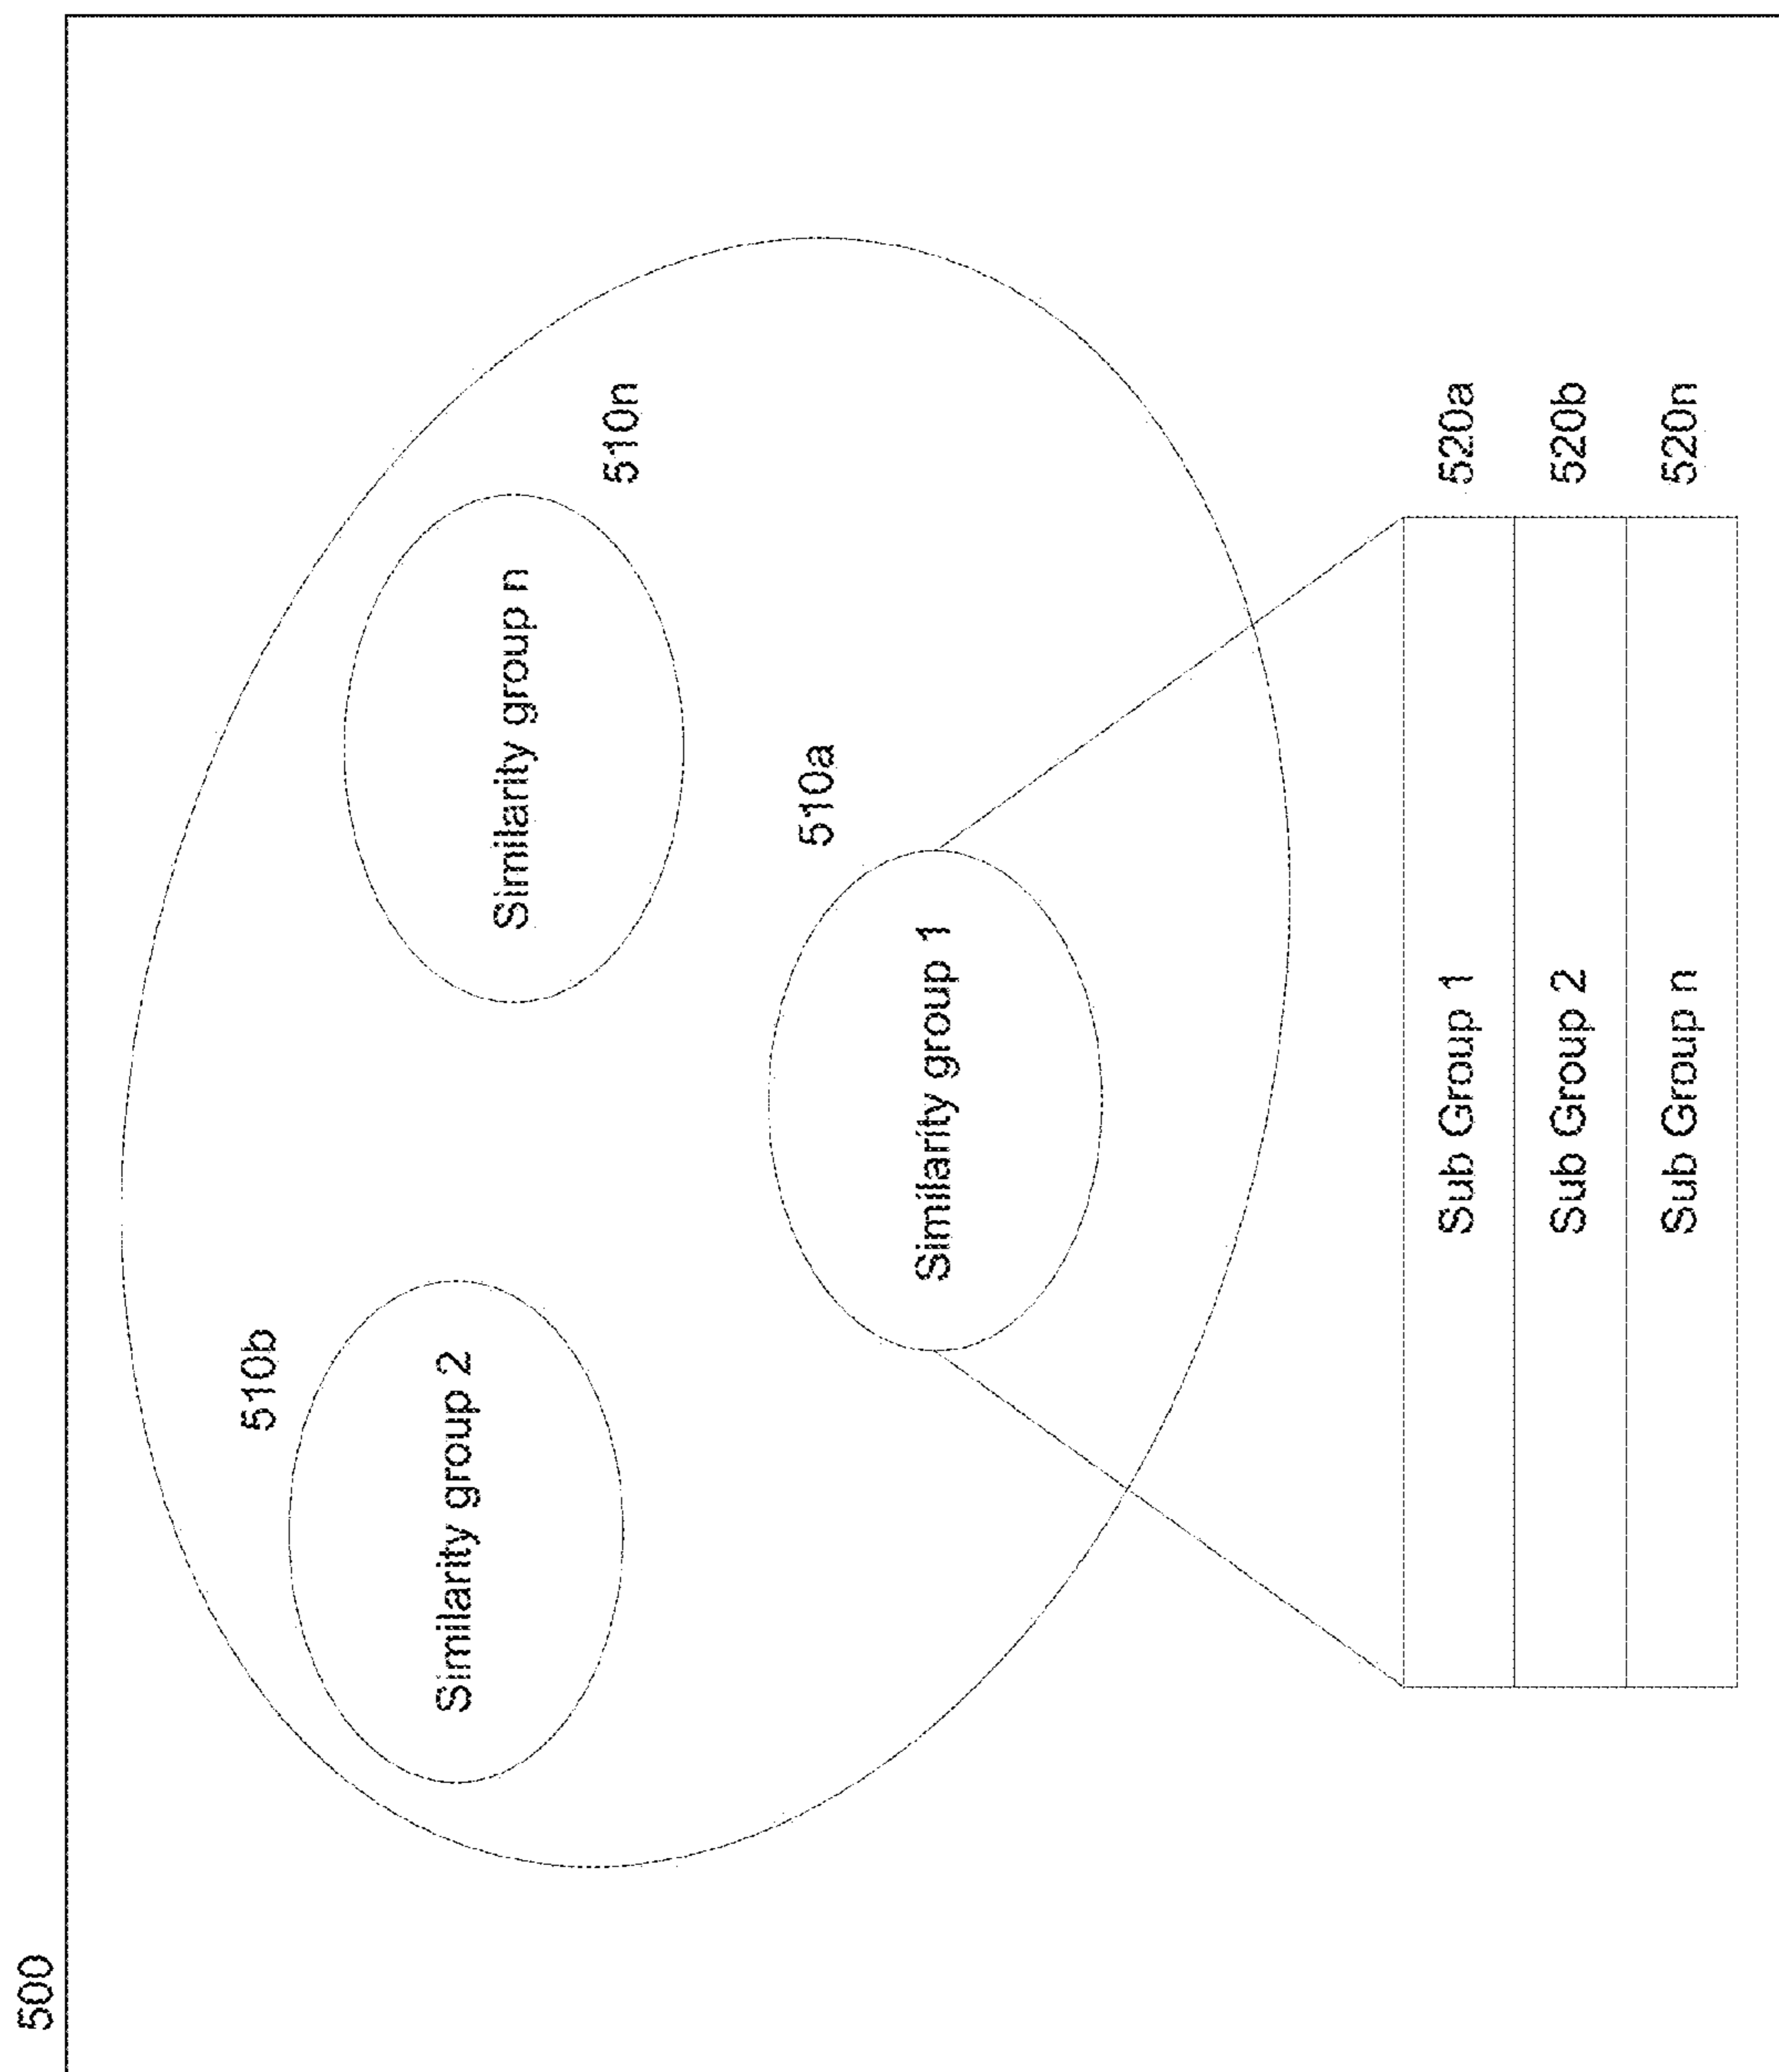 500
510b
Similarity group 2
Similarity group n
510n
510a
Similarity group 1
Sub Group 1
520a
Sub Group 2
520b
Sub Group n
520n